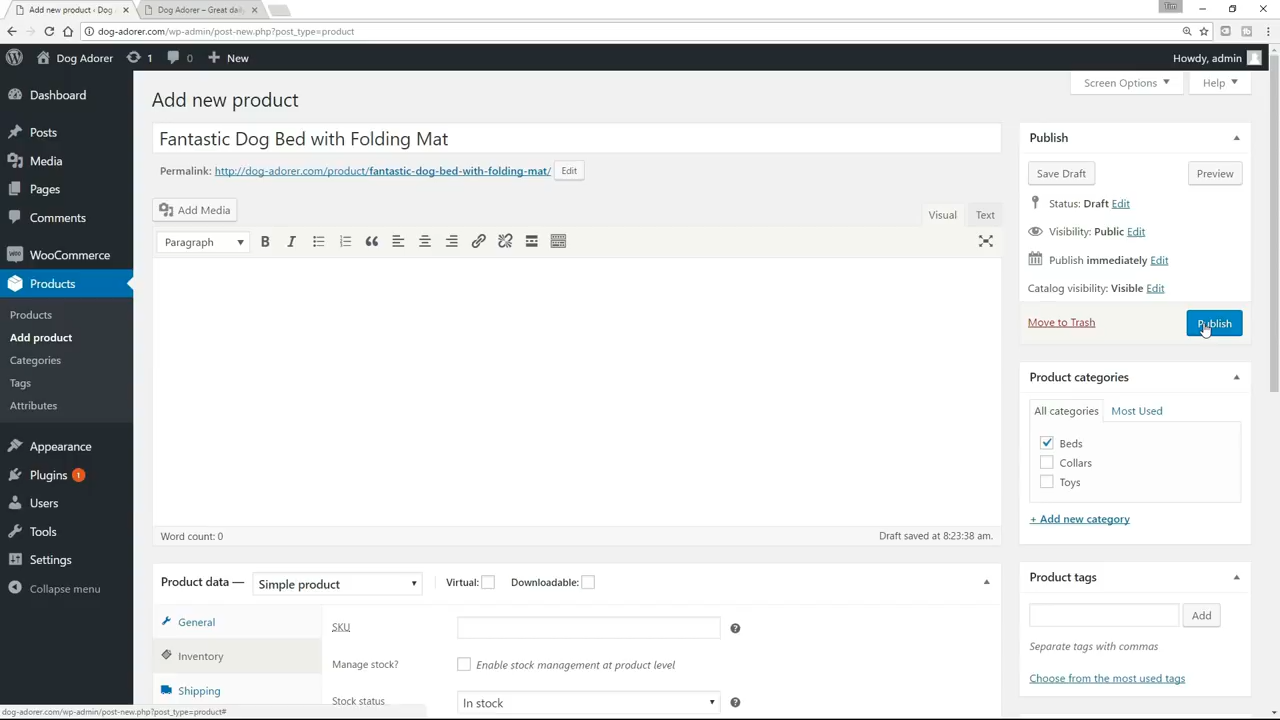 Add new product ‹ Dog
Dog Adorer – Great dail
Tim
dog-adorer.com/wp-admin/post-new.php?post_type=product
Dog Adorer
1
0
New
Howdy, admin
Dashboard
Posts
Media
Pages
Comments
WooCommerce
Products
Products
Add product
Categories
Tags
Attributes
Appearance
Plugins 1
Users
Tools
Settings
Collapse menu
Screen Options
Help
Add new product
Fantastic Dog Bed with Folding Mat
Permalink: http://dog-adorer.com/product/fantastic-dog-bed-with-folding-mat/ Edit
Add Media
Visual Text
Paragraph
Word count: 0
Draft saved at 8:23:38 am.
Product data — Simple product Virtual: Downloadable:
General
Inventory
Shipping
SKU
Manage stock? Enable stock management at product level
Stock status In stock
Publish
Save Draft Preview
Status: Draft Edit
Visibility: Public Edit
Publish immediately Edit
Catalog visibility: Visible Edit
Move to Trash Publish
Product categories
All categories Most Used
Beds
Collars
Toys
+ Add new category
Product tags
Add
Separate tags with commas
Choose from the most used tags
dog-adorer.com/wp-admin/post-new.php?post_type=product#